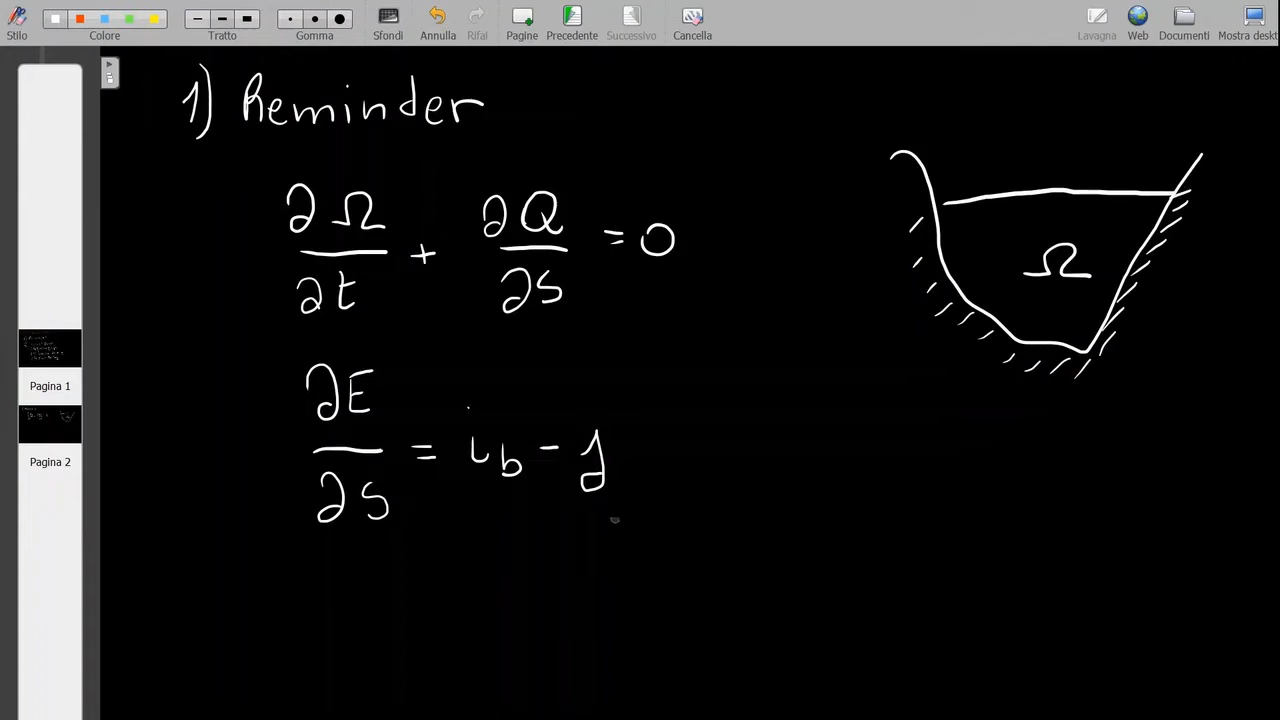 Stilo Colore Tratto Gomma Sfondi Annulla Rifai Pagine Precedente Successivo Cancella Lavagna Web Documenti Mostra deskt
1) Reminder
∂Ω/∂t + ∂Q/∂s = 0
Ω
∂E/∂s = i_b - j
Pagina 1
Pagina 2